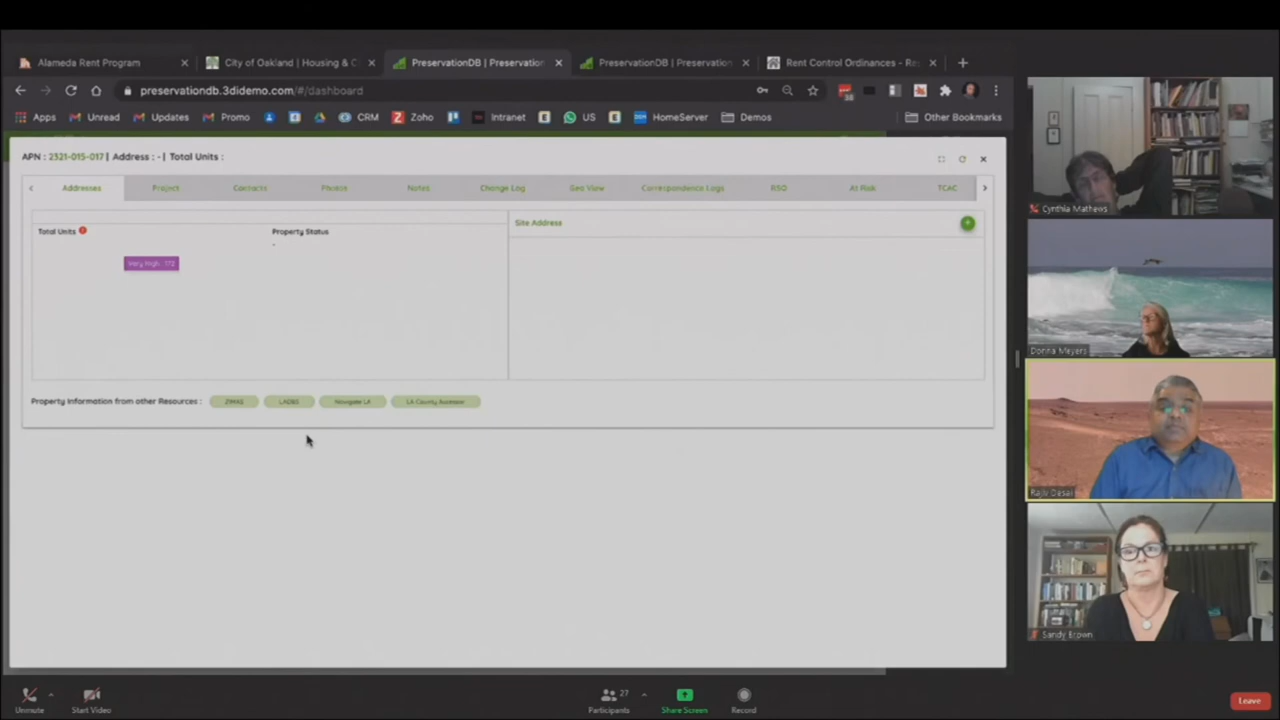 Alameda Rent Program
City of Oakland | Housing & C
PreservationDB | Preservation
PreservationDB | Preservation
Rent Control Ordinances - Re
preservationdb.3didemo.com/#/dashboard
Apps Unread Updates Promo CRM Zoho Intranet US HomeServer Demos Other Bookmarks
APN : 2321-015-017 | Address : - | Total Units :
Addresses Project Contacts Photos Notes Change Log Geo View Correspondence Logs RSO At Risk TCAC
Total Units Property Status
-
Very High : 172
Site Address
Property Information from other Resources : ZIMAS LADBS Navigate LA LA County Assessor
Cynthia Mathews
Donna Meyers
Rajiv Desai
Sandy Brown
Unmute Start Video Participants 27 Share Screen Record Leave